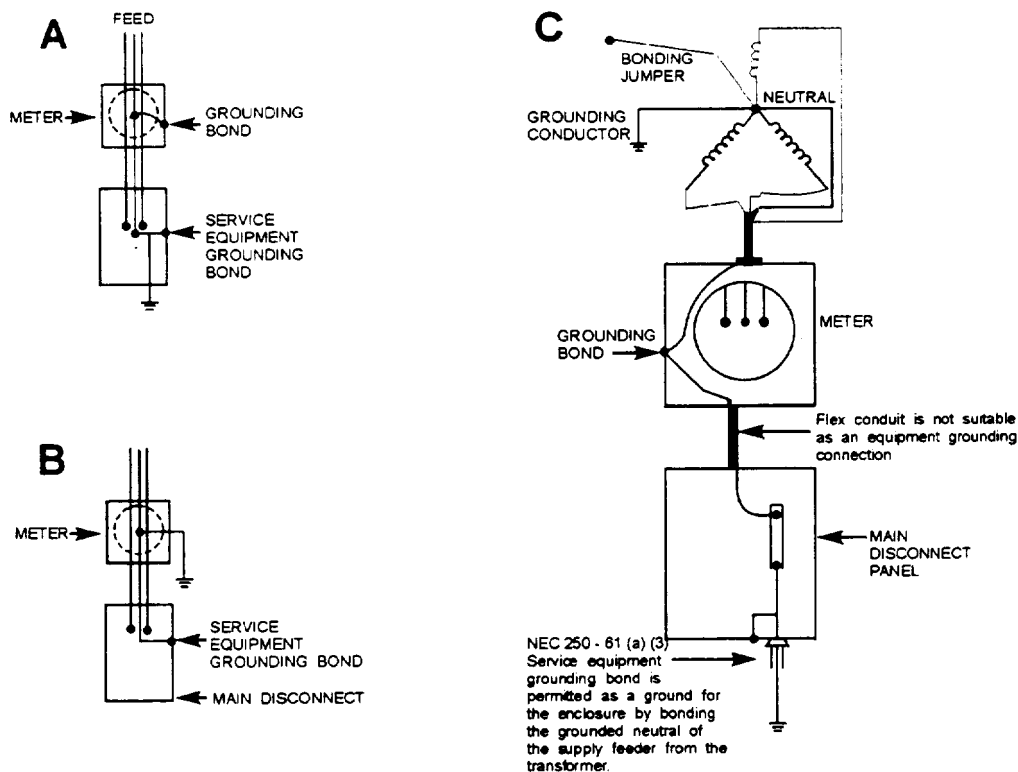 A
FEED
METER
GROUNDING
BOND
SERVICE
EQUIPMENT
GROUNDING
BOND
B
METER
SERVICE
EQUIPMENT
GROUNDING BOND
MAIN DISCONNECT
C
BONDING
JUMPER
NEUTRAL
GROUNDING
CONDUCTOR
METER
GROUNDING
BOND
Flex conduit is not suitable
as an equipment grounding
connection
MAIN
DISCONNECT
PANEL
NEC 250 - 61 (a) (3)
Service equipment
grounding bond is
permitted as a ground for
the enclosure by bonding
the grounded neutral of
the supply feeder from the
transformer.